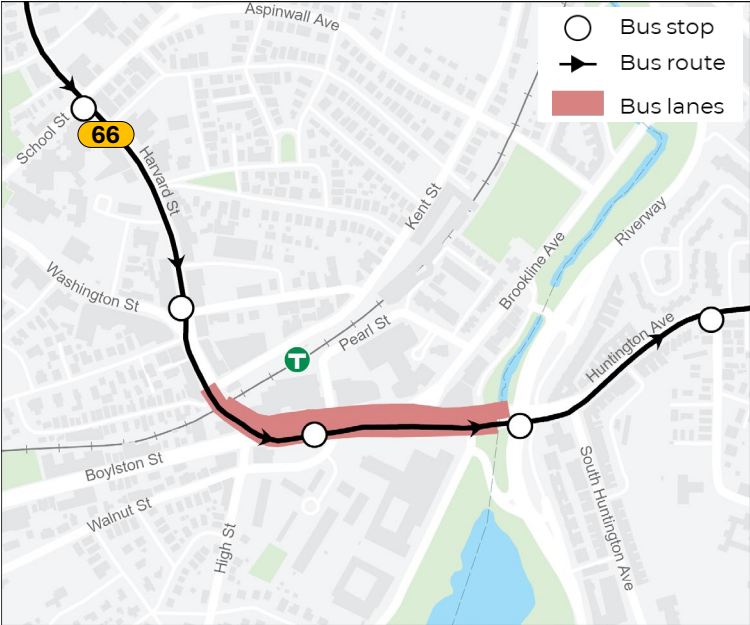 Aspinwall Ave
Bus stop
Bus route
Bus lanes
School St
66
Harvard St
Kent St
Riverway
Brookline Ave
Washington St
Pearl St
T
Huntington Ave
Boylston St
Walnut St
High St
South Huntington Ave